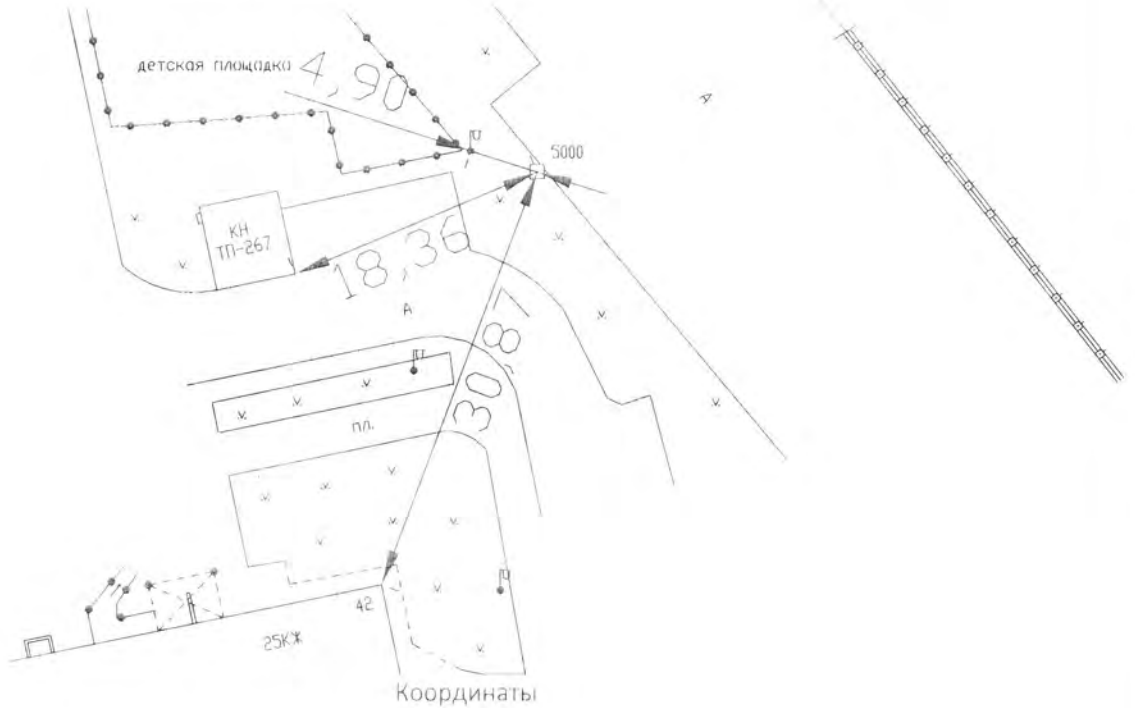 детская площадка
4,90
5000
КН
ТП-267
18,36
А
А
30,87
пл.
42
25КЖ
Координаты